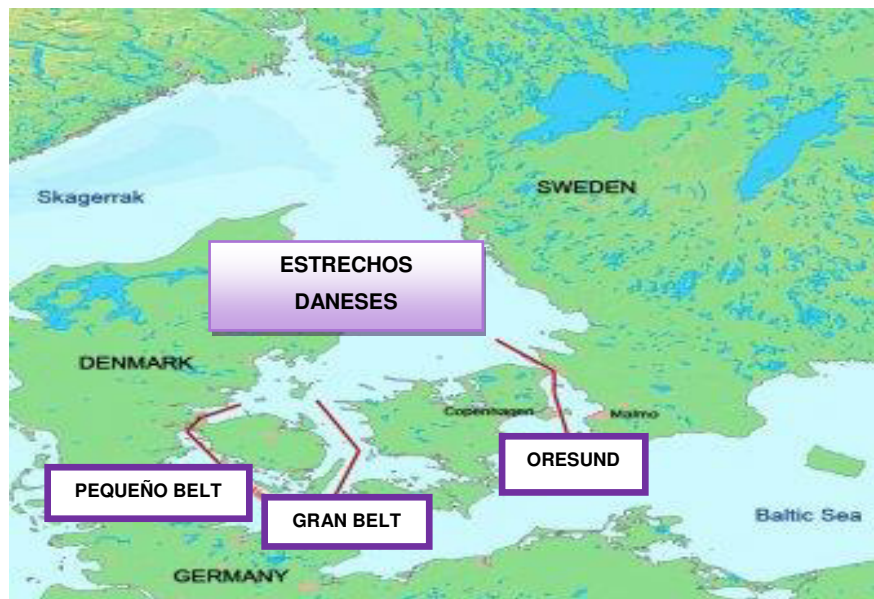 Skagerrak
SWEDEN
ESTRECHOS
DANESES
DENMARK
Copenhagen
Malmo
ORESUND
PEQUEÑO BELT
GRAN BELT
Baltic Sea
GERMANY